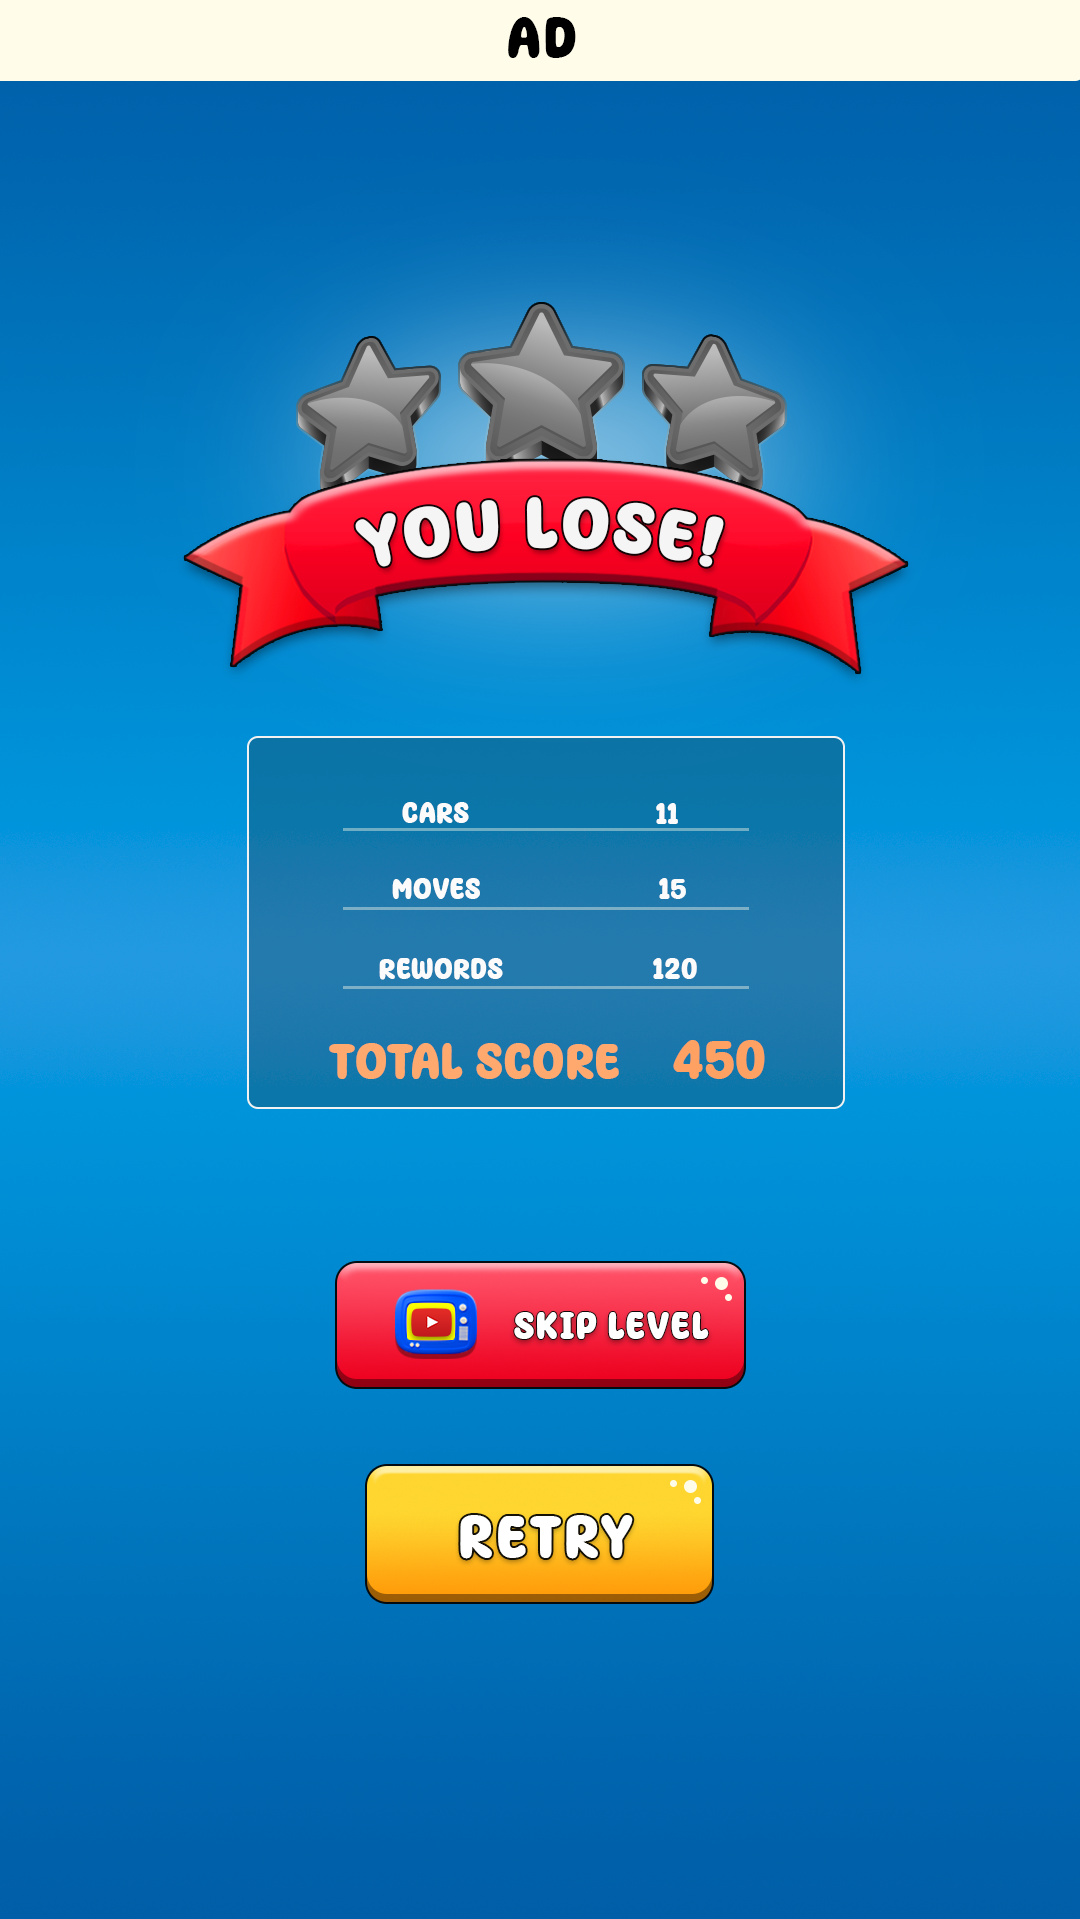 AD
YOU LOSE!
CARS 11
MOVES 15
REWORDS 120
TOTAL SCORE 450
SKIP LEVEL
RETRY